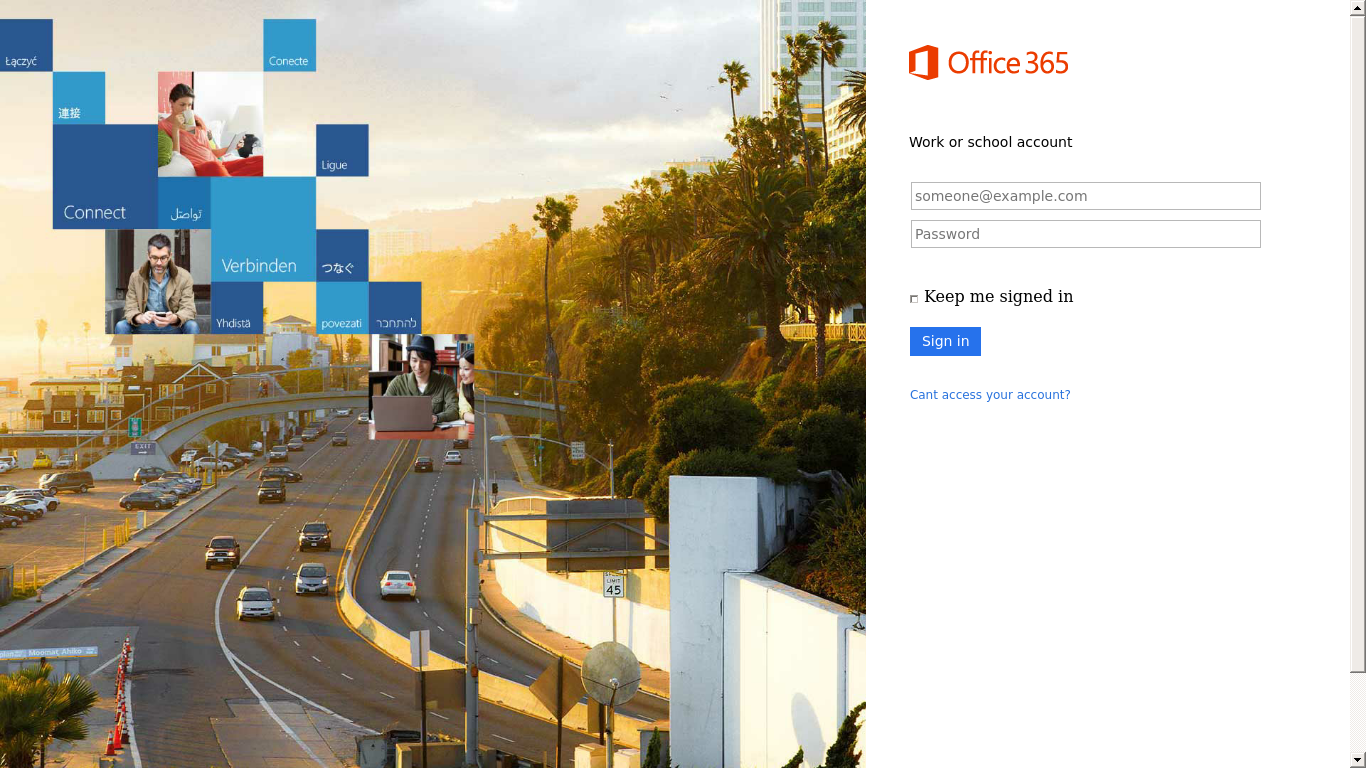 Łączyć
Conecte
連接
Ligue
Connect
تواصَل
Verbinden
つなぐ
Yhdistä
povezati
להתחבר
EXIT
LIMIT
45
Office 365
Work or school account
someone@example.com
Password
Keep me signed in
Sign in
Cant access your account?